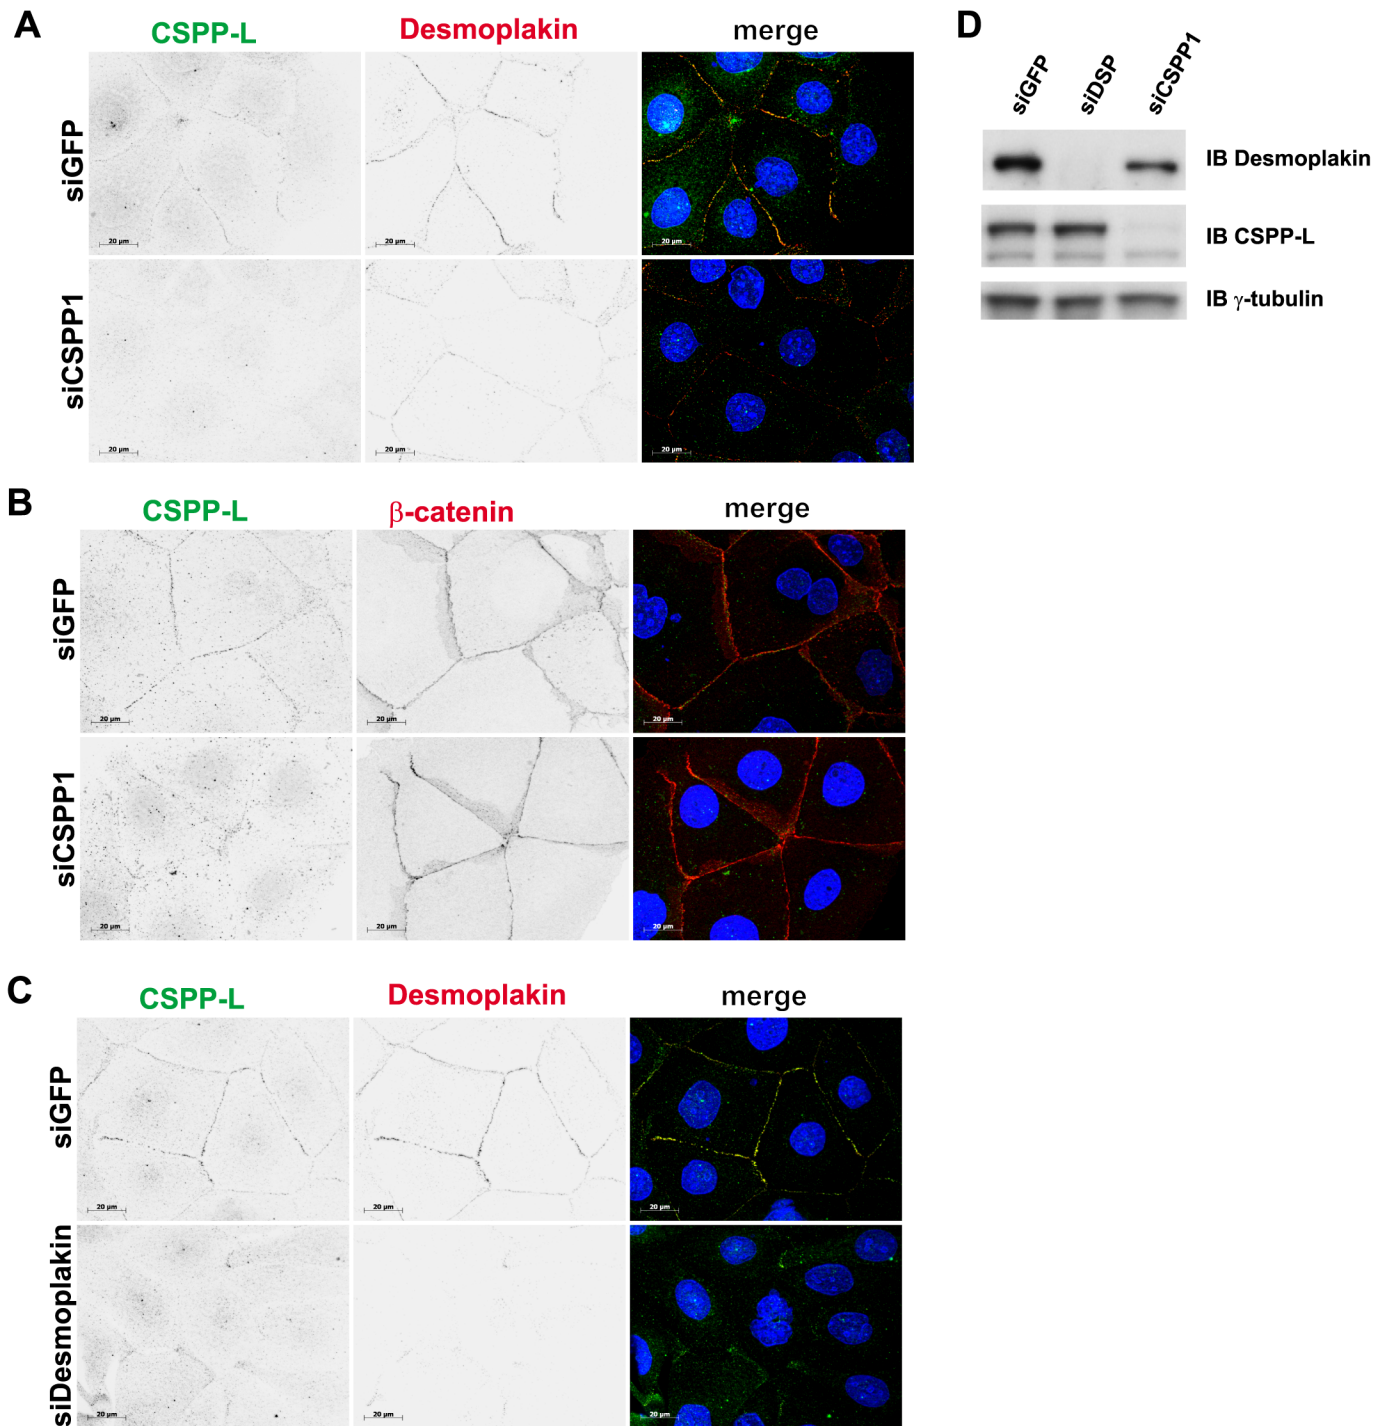 A
CSPP-L Desmoplakin merge
siGFP
20 µm 20 µm 20 µm
siCSPP1
20 µm 20 µm 20 µm
B
CSPP-L β-catenin merge
siGFP
20 µm 20 µm 20 µm
siCSPP1
20 µm 20 µm 20 µm
C
CSPP-L Desmoplakin merge
siGFP
20 µm 20 µm 20 µm
siDesmoplakin
20 µm 20 µm 20 µm
D
siGFP siDSP siCSPP1
IB Desmoplakin
IB CSPP-L
IB γ-tubulin